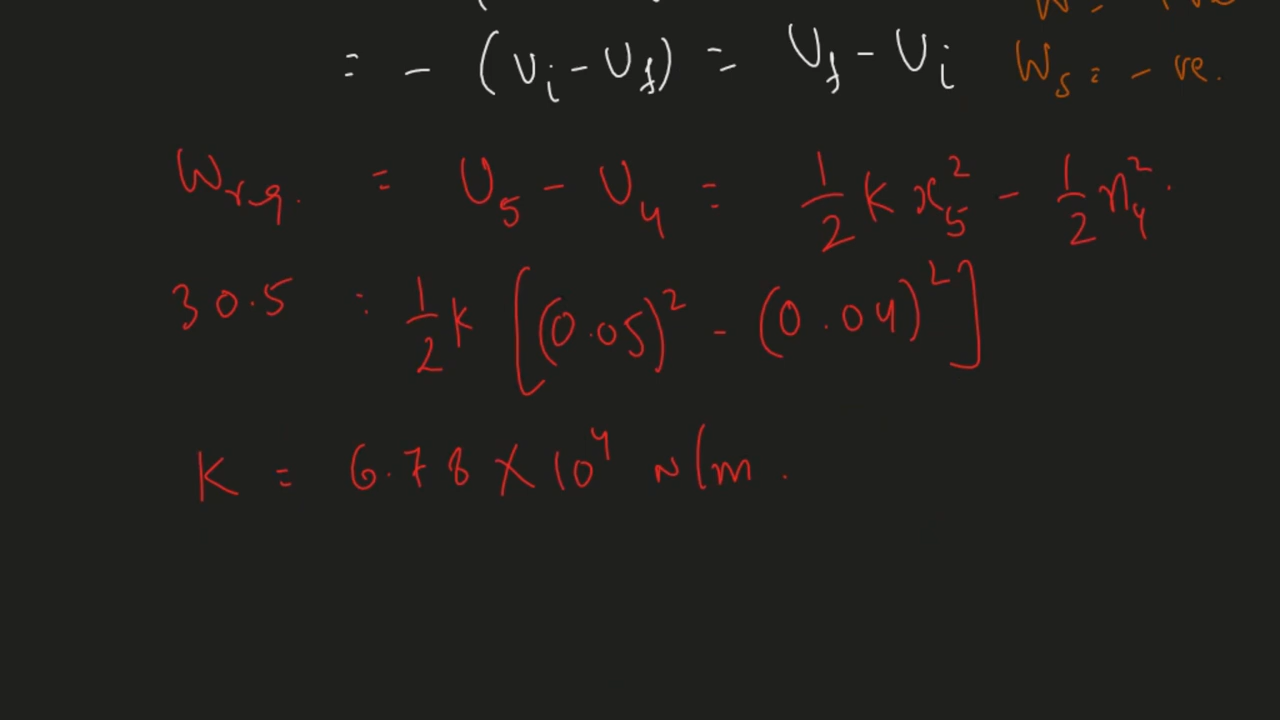 = - (Ui - Uf) = Uf - Ui Ws = - ve.
Wreq. = U5 - U4 = 1/2 k x5² - 1/2 x4².
30.5 = 1/2 k [(0.05)² - (0.04)²]
K = 6.78 × 10⁴ N/m.